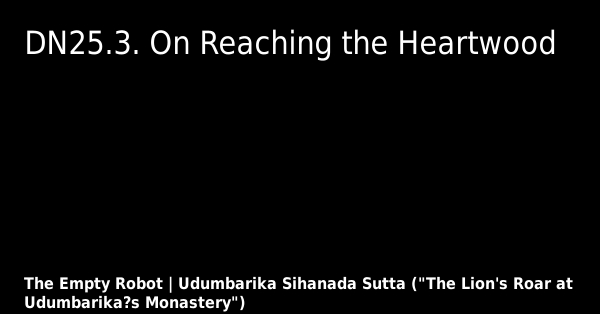 DN25.3. On Reaching the Heartwood
The Empty Robot | Udumbarika Sihanada Sutta ("The Lion's Roar at
Udumbarika?s Monastery")